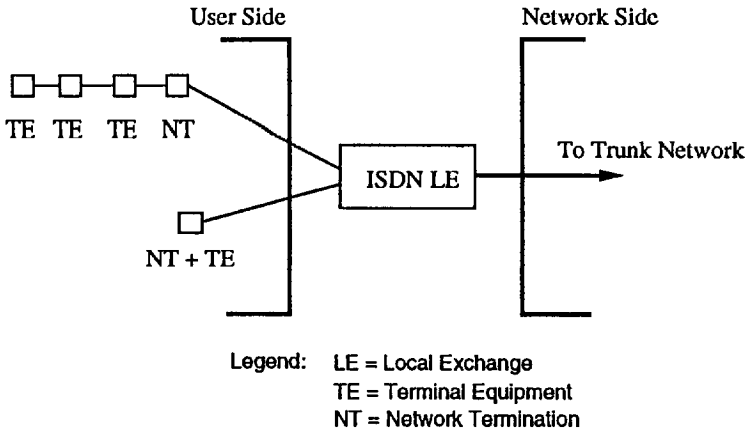 User Side
Network Side
TE TE TE NT
To Trunk Network
ISDN LE
NT + TE
Legend: LE = Local Exchange
TE = Terminal Equipment
NT = Network Termination